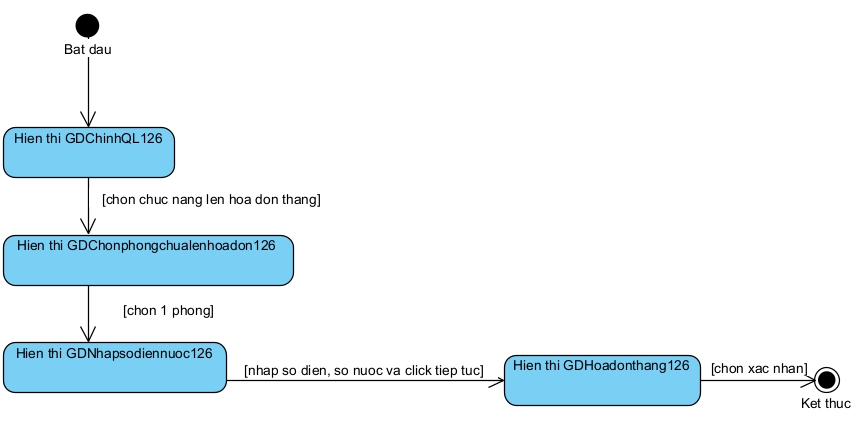 Bat dau
Hien thi GDChinhQL126
[chon chuc nang len hoa don thang]
Hien thi GDChonphongchualenhoadon126
[chon 1 phong]
Hien thi GDNhapsodiennuoc126
[nhap so dien, so nuoc va click tiep tuc]
Hien thi GDHoadonthang126
[chon xac nhan]
Ket thuc